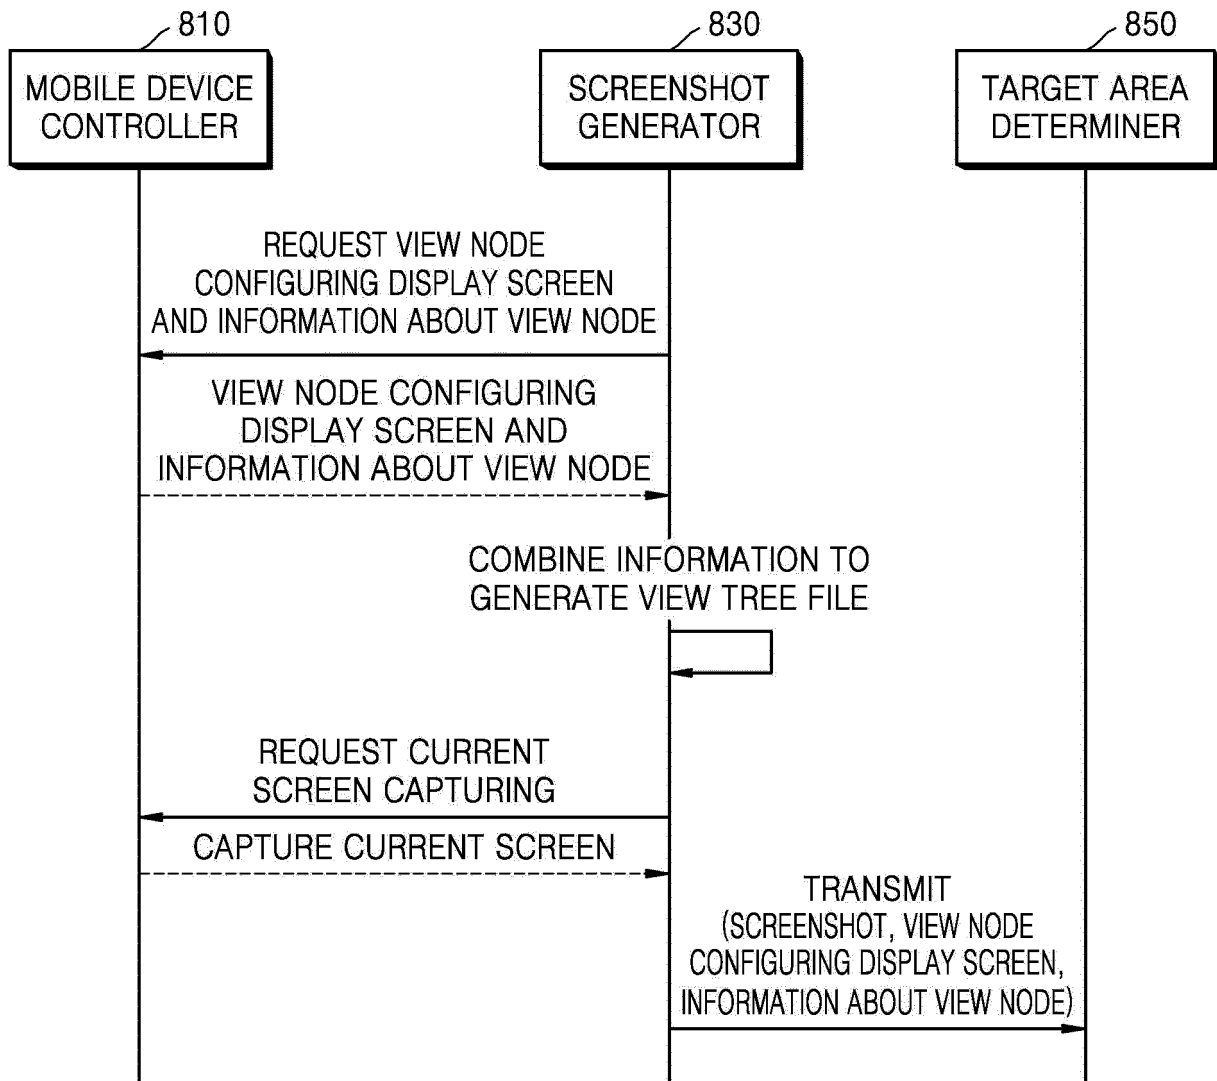 810
830
850
MOBILE DEVICE
CONTROLLER
SCREENSHOT
GENERATOR
TARGET AREA
DETERMINER
REQUEST VIEW NODE
CONFIGURING DISPLAY SCREEN
AND INFORMATION ABOUT VIEW NODE
VIEW NODE CONFIGURING
DISPLAY SCREEN AND
INFORMATION ABOUT VIEW NODE
COMBINE INFORMATION TO
GENERATE VIEW TREE FILE
REQUEST CURRENT
SCREEN CAPTURING
CAPTURE CURRENT SCREEN
TRANSMIT
(SCREENSHOT, VIEW NODE
CONFIGURING DISPLAY SCREEN,
INFORMATION ABOUT VIEW NODE)